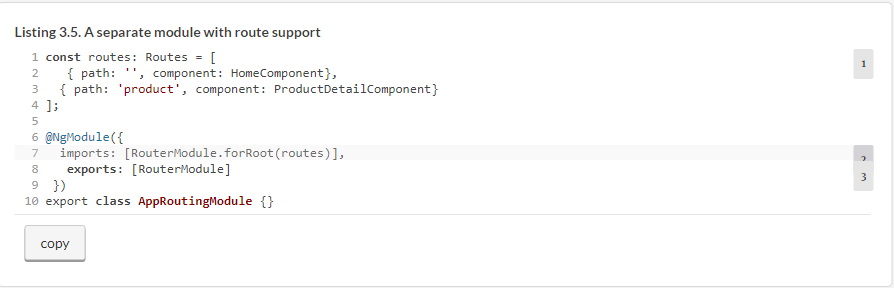 Listing 3.5. A separate module with route support
1 const routes: Routes = [ 1
2 { path: '', component: HomeComponent},
3 { path: 'product', component: ProductDetailComponent}
4 ];
5
6 @NgModule({
7 imports: [RouterModule.forRoot(routes)], 2
8 exports: [RouterModule] 3
9 })
10 export class AppRoutingModule {}
copy